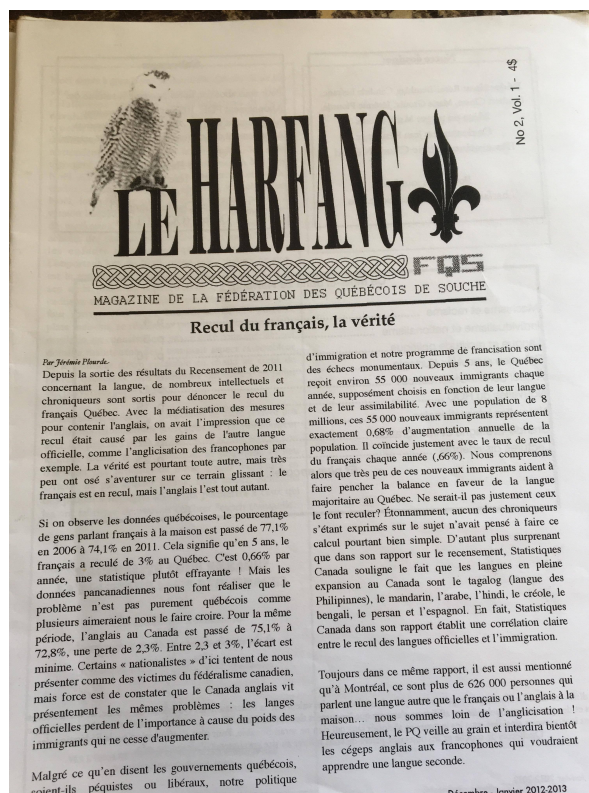 No 2, Vol. 1 - 4$
LE HARFANG
FQS
MAGAZINE DE LA FÉDÉRATION DES QUÉBÉCOIS DE SOUCHE
Recul du français, la vérité
Par Jérémie Plourde
Depuis la sortie des résultats du Recensement de 2011
concernant la langue, de nombreux intellectuels et
chroniqueurs sont sortis pour dénoncer le recul du
français Québec. Avec la médiatisation des mesures
pour contenir l'anglais, on avait l'impression que ce
recul était causé par les gains de l'autre langue
officielle, comme l'anglicisation des francophones par
exemple. La vérité est pourtant toute autre, mais très
peu ont osé s'aventurer sur ce terrain glissant : le
français est en recul, mais l'anglais l'est tout autant.
Si on observe les données québécoises, le pourcentage
de gens parlant français à la maison est passé de 77,1%
en 2006 à 74,1% en 2011. Cela signifie qu'en 5 ans, le
français a reculé de 3% au Québec. C'est 0,66% par
année, une statistique plutôt effrayante ! Mais les
données pancanadiennes nous font réaliser que le
problème n'est pas purement québécois comme
plusieurs aimeraient nous le faire croire. Pour la même
période, l'anglais au Canada est passé de 75,1% à
72,8%, une perte de 2,3%. Entre 2,3 et 3%, l'écart est
minime. Certains « nationalistes » d'ici tentent de nous
présenter comme des victimes du fédéralisme canadien,
mais force est de constater que le Canada anglais vit
présentement les mêmes problèmes : les langes
officielles perdent de l'importance à cause du poids des
immigrants qui ne cesse d'augmenter.
Malgré ce qu'en disent les gouvernements québécois,
soient-ils péquistes ou libéraux, notre politique
d'immigration et notre programme de francisation sont
des échecs monumentaux. Depuis 5 ans, le Québec
reçoit environ 55 000 nouveaux immigrants chaque
année, supposément choisis en fonction de leur langue
et de leur assimilabilité. Avec une population de 8
millions, ces 55 000 nouveaux immigrants représentent
exactement 0,68% d'augmentation annuelle de la
population. Il coïncide justement avec le taux de recul
du français chaque année (,66%). Nous comprenons
alors que très peu de ces nouveaux immigrants aident à
faire pencher la balance en faveur de la langue
majoritaire au Québec. Ne serait-il pas justement ceux
le font reculer? Étonnamment, aucun des chroniqueurs
s'étant exprimés sur le sujet n'avait pensé à faire ce
calcul pourtant bien simple. D'autant plus surprenant
que dans son rapport sur le recensement, Statistiques
Canada souligne le fait que les langues en pleine
expansion au Canada sont le tagalog (langue des
Philipinnes), le mandarin, l'arabe, l'hindi, le créole, le
bengali, le persan et l'espagnol. En fait, Statistiques
Canada dans son rapport établit une corrélation claire
entre le recul des langues officielles et l'immigration.
Toujours dans ce même rapport, il est aussi mentionné
qu'à Montréal, ce sont plus de 626 000 personnes qui
parlent une langue autre que le français ou l'anglais à la
maison… nous sommes loin de l'anglicisation !
Heureusement, le PQ veille au grain et interdira bientôt
les cégeps anglais aux francophones qui voudraient
apprendre une langue seconde.
Décembre - Janvier 2012-2013